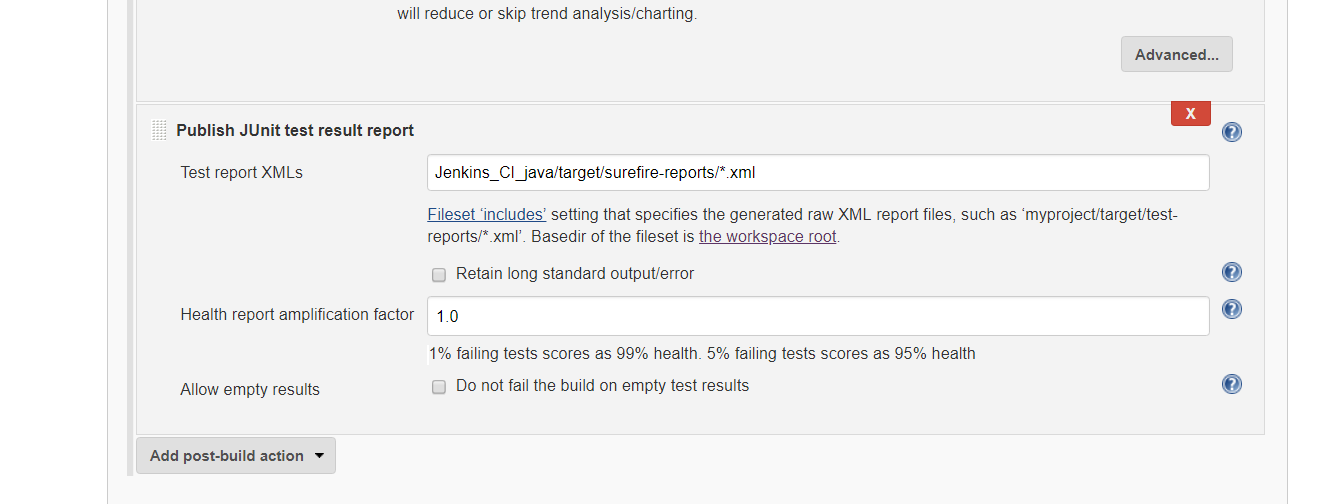 will reduce or skip trend analysis/charting.
Advanced...
X
Publish JUnit test result report
?
Test report XMLs
Jenkins_CI_java/target/surefire-reports/*.xml
Fileset ‘includes’ setting that specifies the generated raw XML report files, such as ‘myproject/target/test-
reports/*.xml’. Basedir of the fileset is the workspace root.
Retain long standard output/error
?
Health report amplification factor
1.0
?
1% failing tests scores as 99% health. 5% failing tests scores as 95% health
Allow empty results
Do not fail the build on empty test results
?
Add post-build action